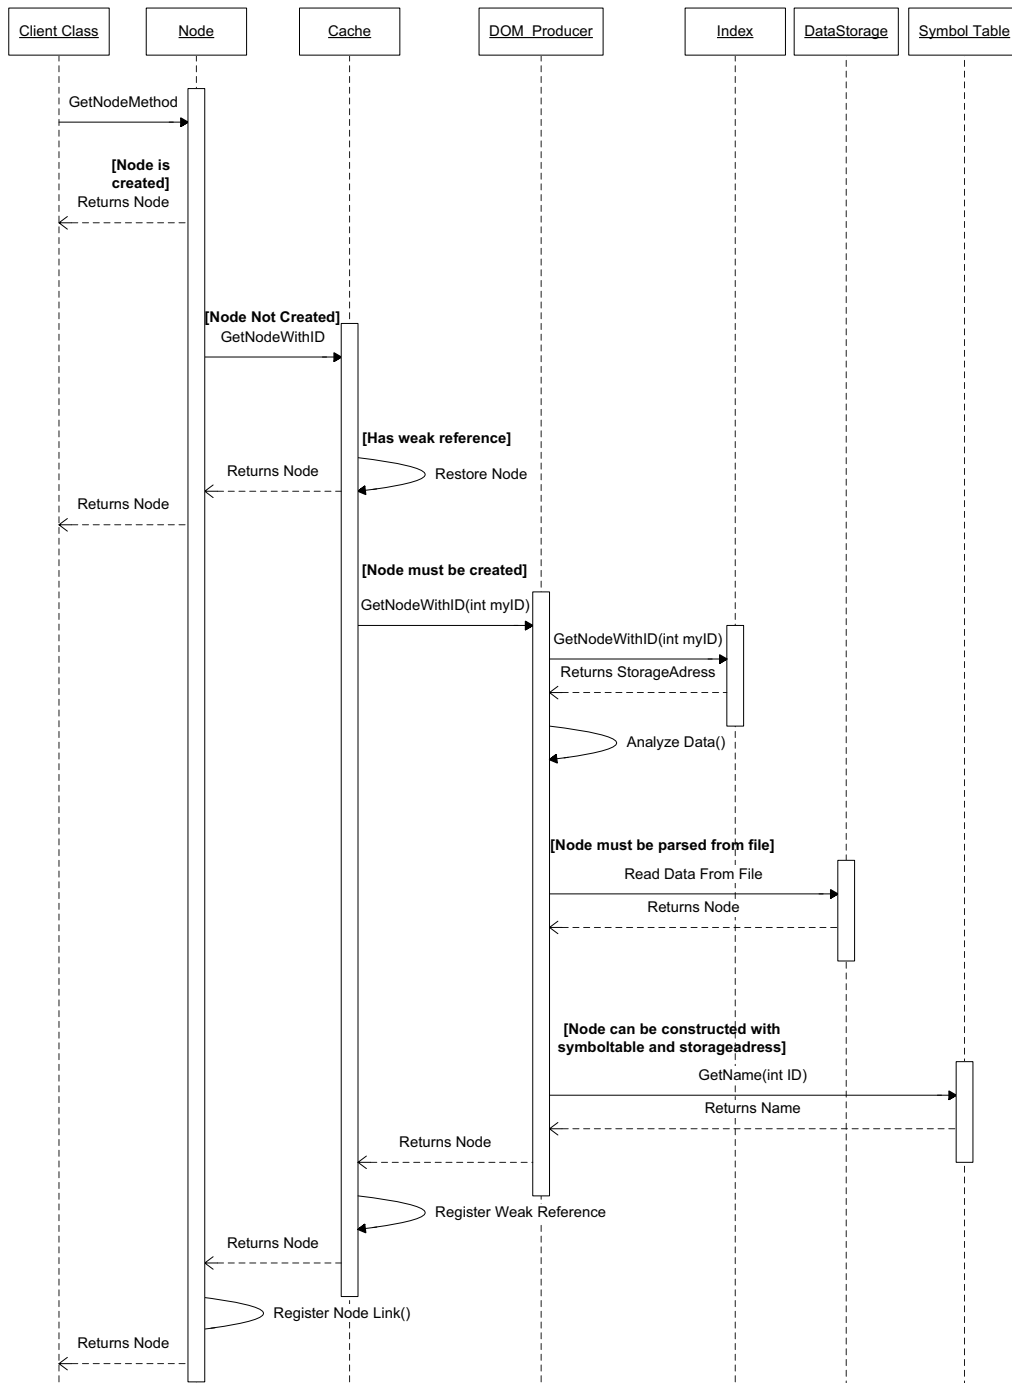 Client Class
Node
Cache
DOM_Producer
Index
DataStorage
Symbol Table
GetNodeMethod
[Node is
created]
Returns Node
[Node Not Created]
GetNodeWithID
[Has weak reference]
Restore Node
Returns Node
Returns Node
[Node must be created]
GetNodeWithID(int myID)
GetNodeWithID(int myID)
Returns StorageAdress
Analyze Data()
[Node must be parsed from file]
Read Data From File
Returns Node
[Node can be constructed with
symboltable and storageadress]
GetName(int ID)
Returns Name
Returns Node
Register Weak Reference
Returns Node
Register Node Link()
Returns Node